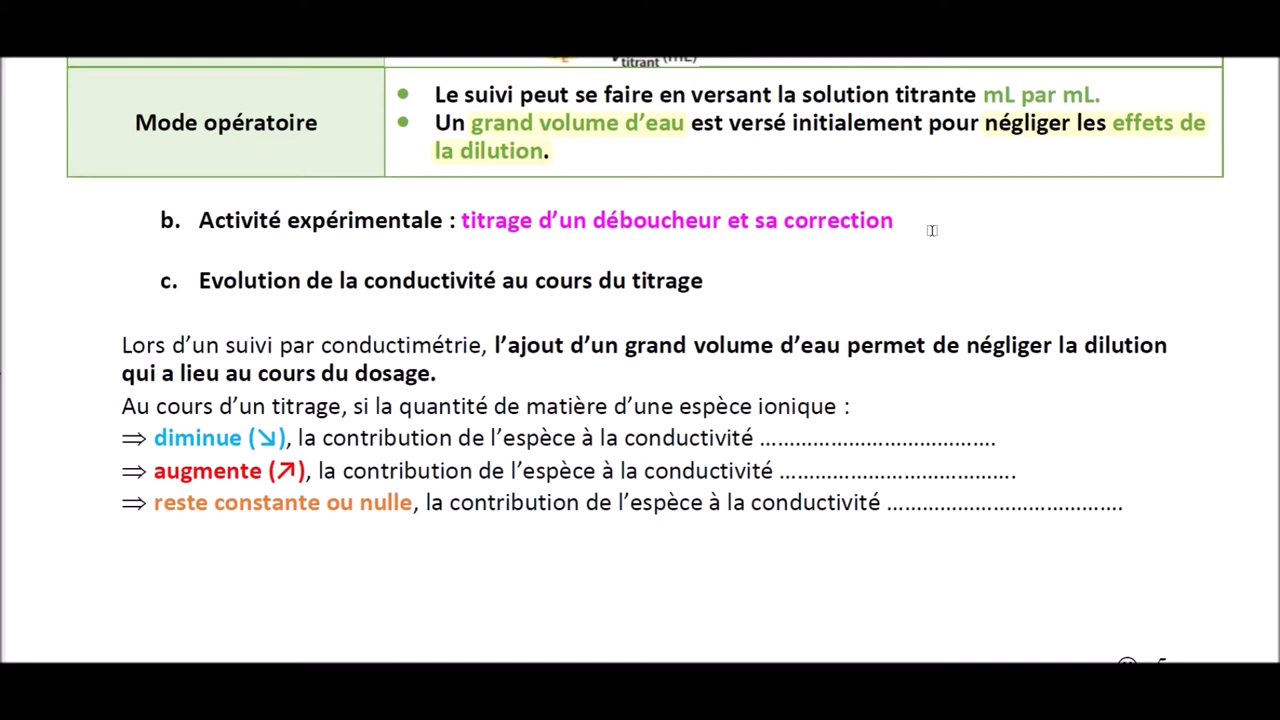 titrant (mL)
Mode opératoire
• Le suivi peut se faire en versant la solution titrante mL par mL.
• Un grand volume d’eau est versé initialement pour négliger les effets de
la dilution.
b. Activité expérimentale : titrage d’un déboucheur et sa correction
c. Evolution de la conductivité au cours du titrage
Lors d’un suivi par conductimétrie, l’ajout d’un grand volume d’eau permet de négliger la dilution
qui a lieu au cours du dosage.
Au cours d’un titrage, si la quantité de matière d’une espèce ionique :
⇒ diminue (↘), la contribution de l’espèce à la conductivité ………………………………….
⇒ augmente (↗), la contribution de l’espèce à la conductivité ………………………………….
⇒ reste constante ou nulle, la contribution de l’espèce à la conductivité ………………………………….